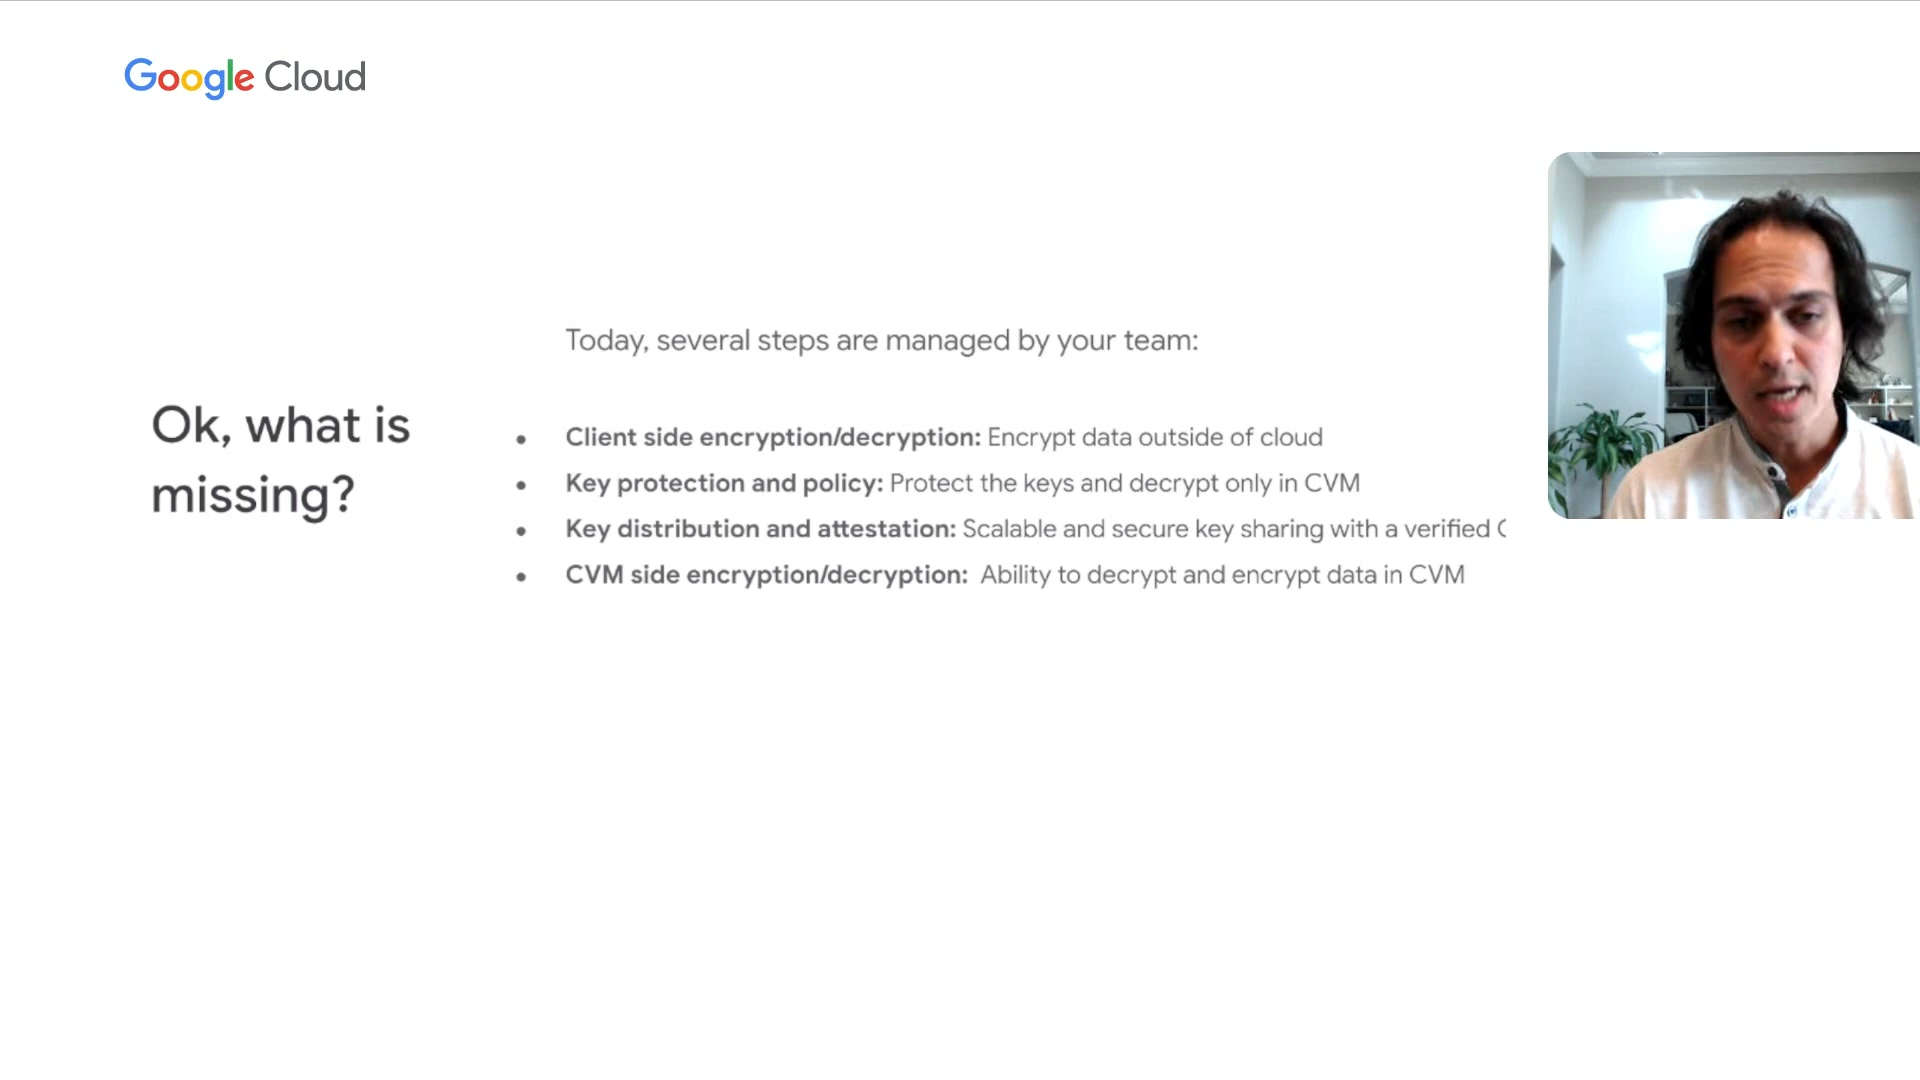 Google Cloud
Ok, what is
missing?
Today, several steps are managed by your team:
• Client side encryption/decryption: Encrypt data outside of cloud
• Key protection and policy: Protect the keys and decrypt only in CVM
• Key distribution and attestation: Scalable and secure key sharing with a verified
• CVM side encryption/decryption: Ability to decrypt and encrypt data in CVM